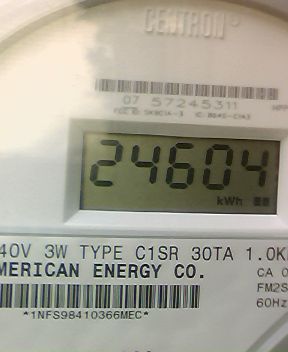 CENTRON®
07 57245311
24604
kWh
40V 3W TYPE C1SR 30TA 1.0K
MERICAN ENERGY CO.
CA 0
FM2S
60Hz
*1NFS98410366MEC*